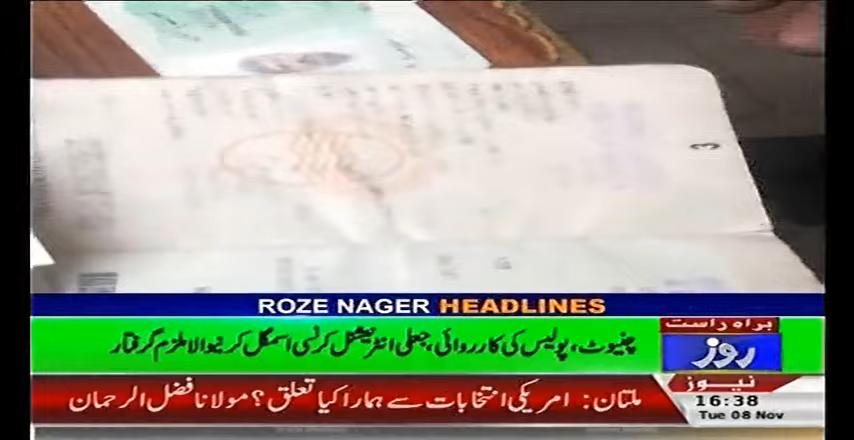 3
ROZE NAGER HEADLINES
براہ راست
چنیوٹ، پولیس کی کارروائی، جعلی انٹرنیشنل کرنسی اسمگل کرنیوالا ملزم گرفتار
روز
نیوز
ملتان: امریکی انتخابات سے ہمارا کیا تعلق؟ مولانا فضل الرحمان
16:38
Tue 08 Nov